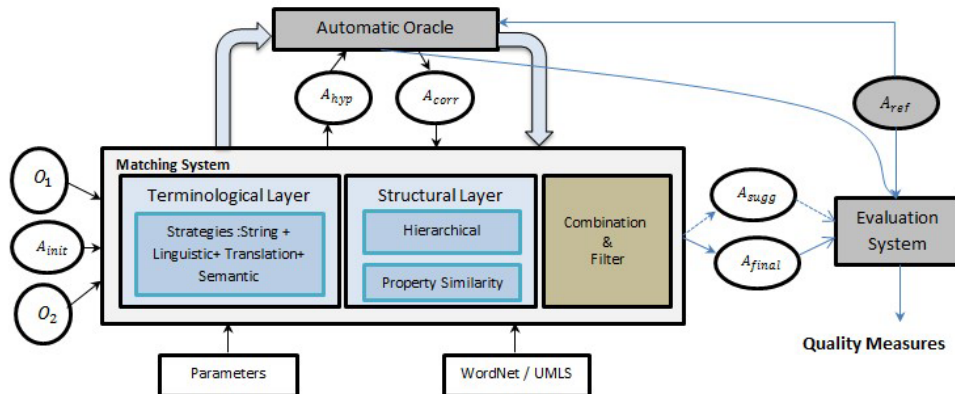 Automatic Oracle
A_hyp
A_corr
A_ref
Matching System
O_1
Terminological Layer
Structural Layer
Strategies :String +
Linguistic+ Translation+
Semantic
Hierarchical
Combination
&
Filter
A_sugg
A_init
Evaluation
System
A_final
Property Similarity
O_2
Quality Measures
Parameters
WordNet / UMLS